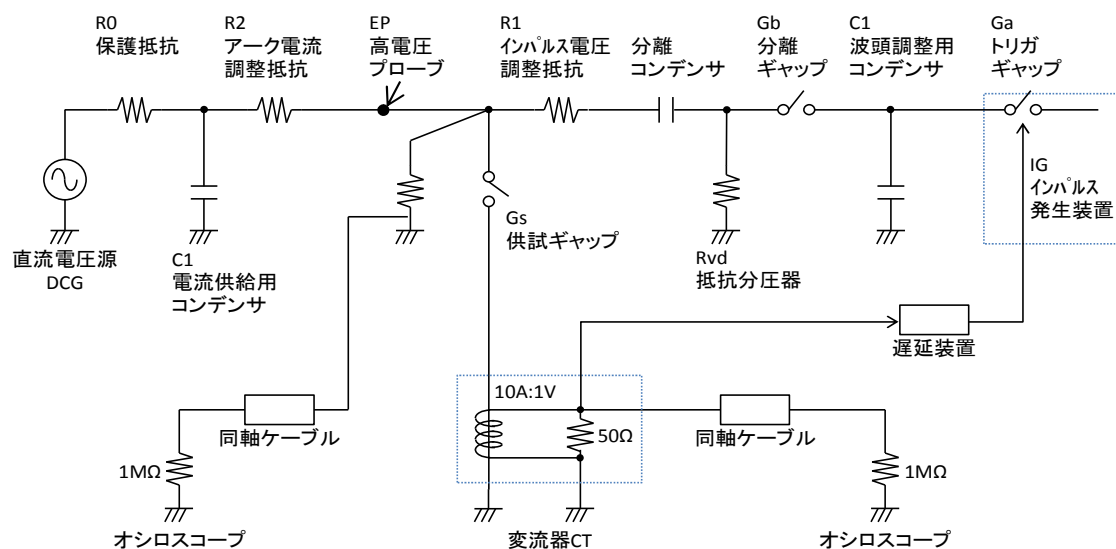 R0
保護抵抗
R2
アーク電流
調整抵抗
EP
高電圧
プローブ
R1
インパルス電圧
調整抵抗
分離
コンデンサ
Gb
分離
ギャップ
C1
波頭調整用
コンデンサ
Ga
トリガ
ギャップ
直流電圧源
DCG
C1
電流供給用
コンデンサ
Gs
供試ギャップ
Rvd
抵抗分圧器
IG
インパルス
発生装置
遅延装置
10A:1V
50Ω
同軸ケーブル
同軸ケーブル
1MΩ
1MΩ
オシロスコープ
変流器CT
オシロスコープ